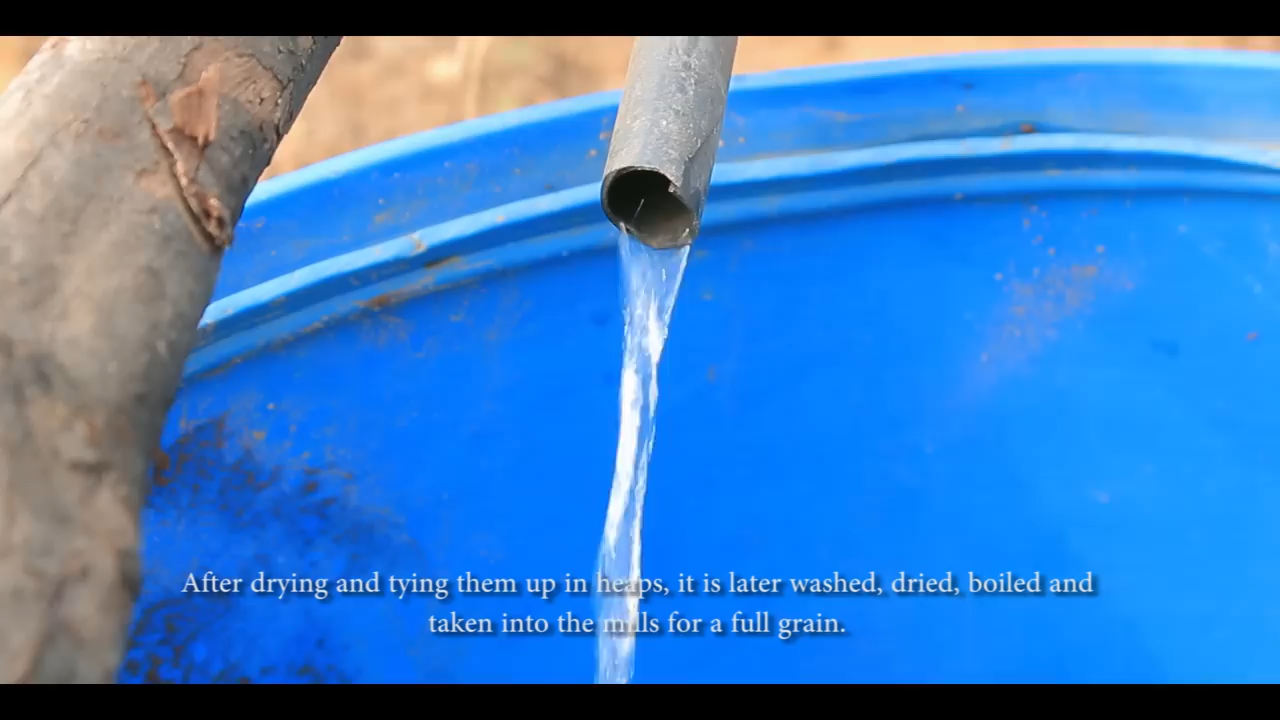 After drying and tying them up in heaps, it is later washed, dried, boiled and
taken into the mills for a full grain.